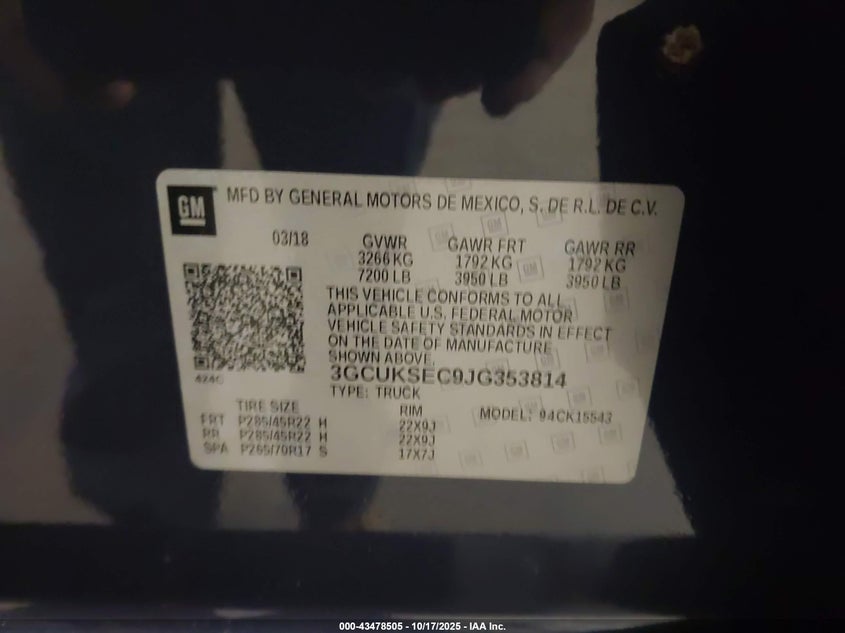 GM MFD BY GENERAL MOTORS DE MEXICO, S. DE R.L. DE C.V.
03/18 GVWR GAWR FRT GAWR RR
3266 KG 1792 KG 1792 KG
7200 LB 3950 LB 3950 LB
THIS VEHICLE CONFORMS TO ALL
APPLICABLE U.S. FEDERAL MOTOR
VEHICLE SAFETY STANDARDS IN EFFECT
ON THE DATE OF MANUFACTURE
SHOWN ABOVE.
424C
3GCUKSEC9JG353814
TYPE: TRUCK
TIRE SIZE RIM MODEL: 94CK15543
FRT P285/45R22 H 22X9J
RR P285/45R22 H 22X9J
SPA P265/70R17 S 17X7J
000-43478505 - 10/17/2025 - IAA Inc.